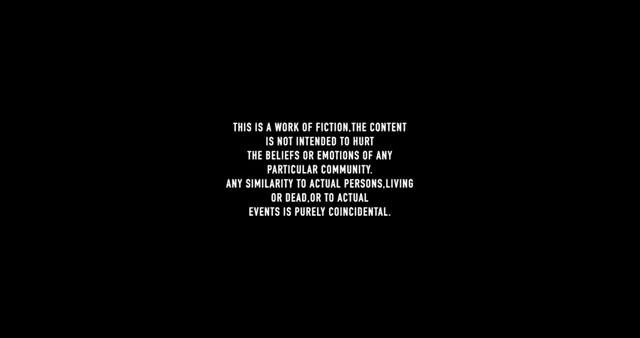 THIS IS A WORK OF FICTION,THE CONTENT
IS NOT INTENDED TO HURT
THE BELIEFS OR EMOTIONS OF ANY
PARTICULAR COMMUNITY.
ANY SIMILARITY TO ACTUAL PERSONS,LIVING
OR DEAD,OR TO ACTUAL
EVENTS IS PURELY COINCIDENTAL.